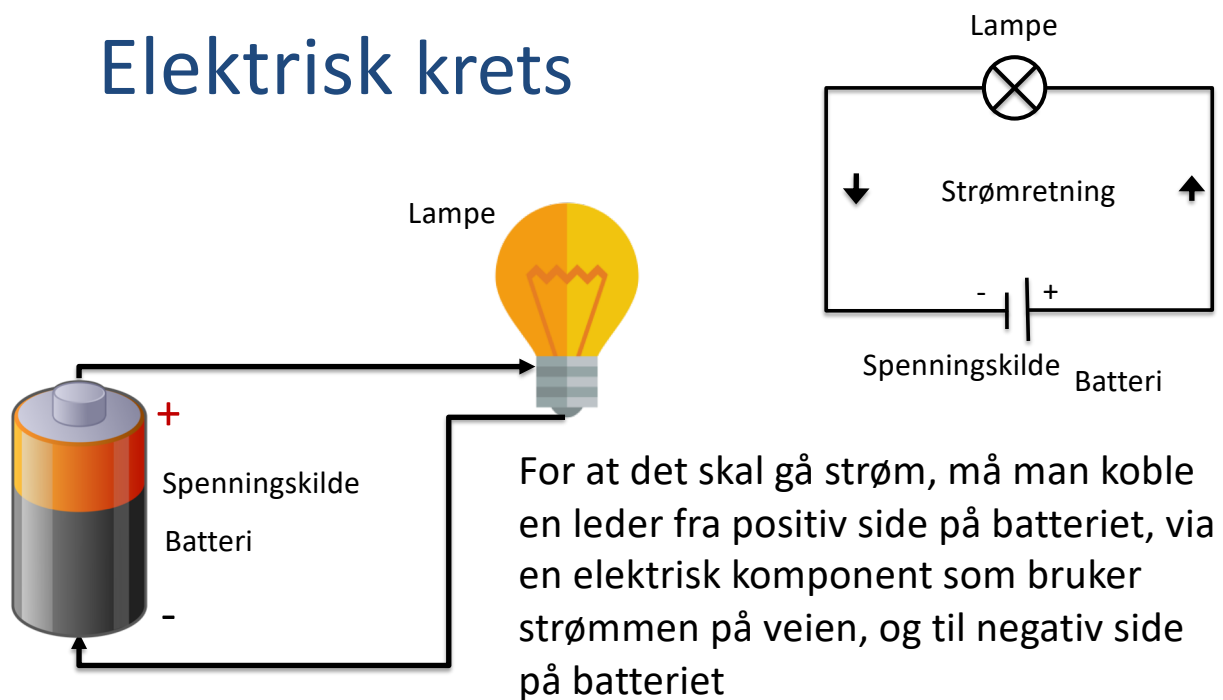 Elektrisk krets
Lampe
Strømretning
- +
Spenningskilde
Batteri
Lampe
+
Spenningskilde
Batteri
-
For at det skal gå strøm, må man koble
en leder fra positiv side på batteriet, via
en elektrisk komponent som bruker
strømmen på veien, og til negativ side
på batteriet